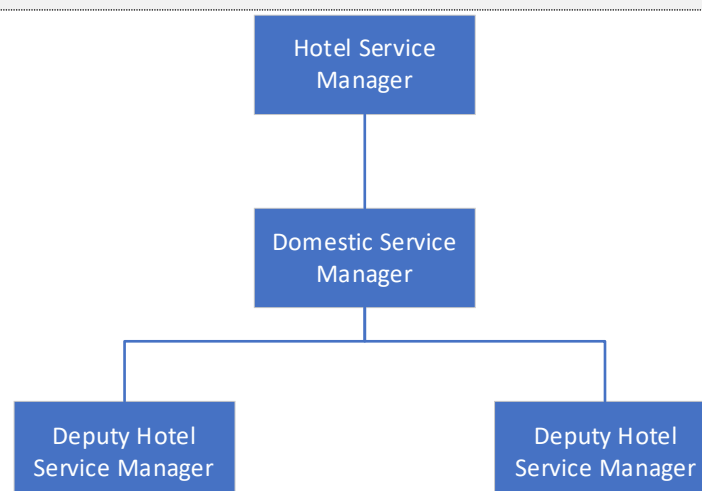 Hotel Service
Manager
Domestic Service
Manager
Deputy Hotel
Service Manager
Deputy Hotel
Service Manager